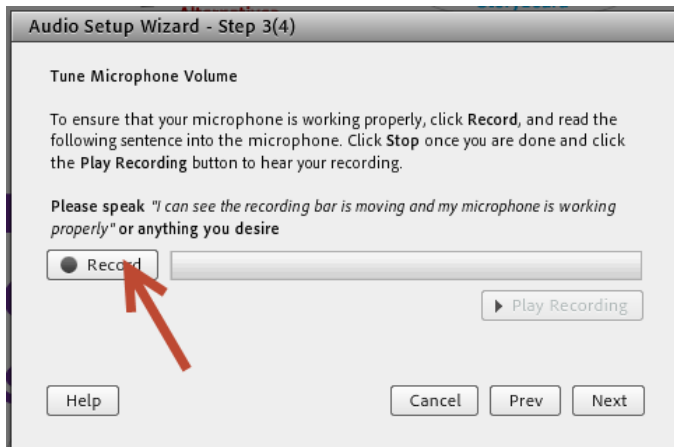 Alternatives
Storyboard
Audio Setup Wizard - Step 3(4)
Tune Microphone Volume
To ensure that your microphone is working properly, click Record, and read the
following sentence into the microphone. Click Stop once you are done and click
the Play Recording button to hear your recording.
Please speak "I can see the recording bar is moving and my microphone is working
properly" or anything you desire
Record
Play Recording
Help
Cancel
Prev
Next